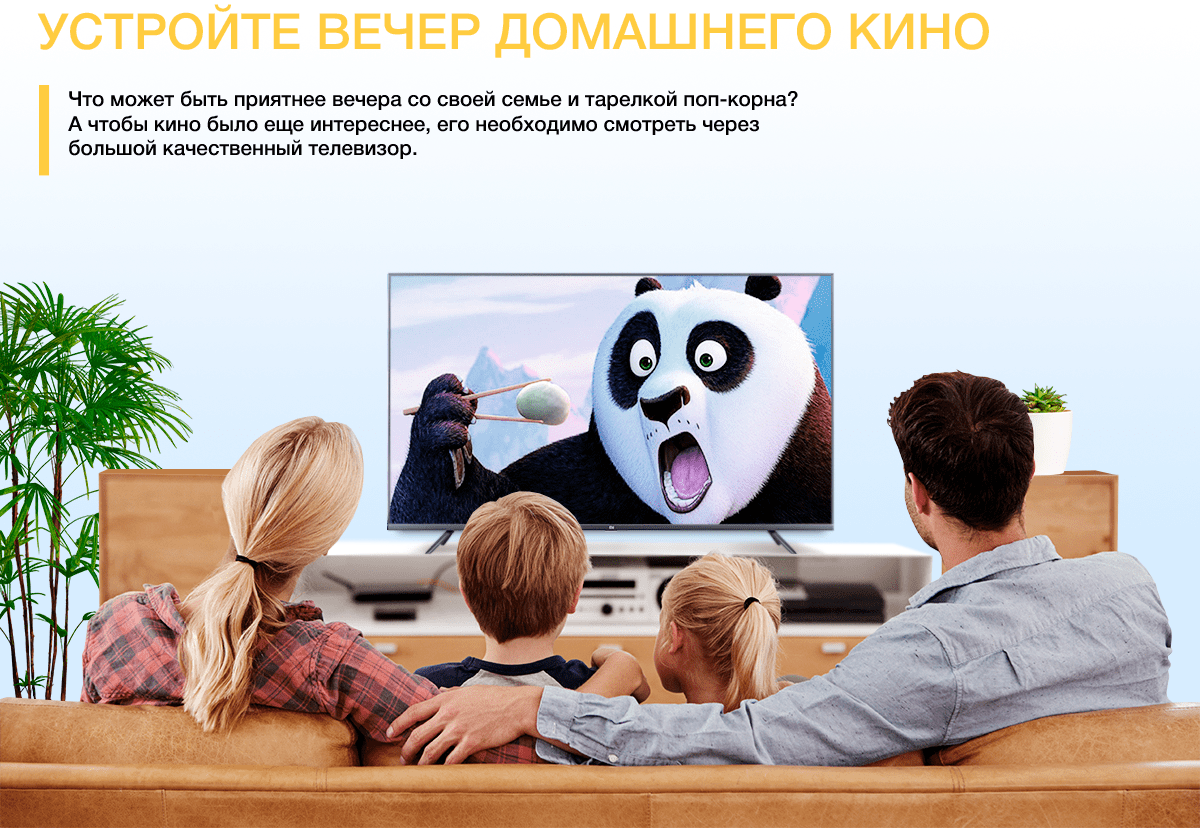 УСТРОЙТЕ ВЕЧЕР ДОМАШНЕГО КИНО
Что может быть приятнее вечера со своей семье и тарелкой поп-корна?
А чтобы кино было еще интереснее, его необходимо смотреть через
большой качественный телевизор.